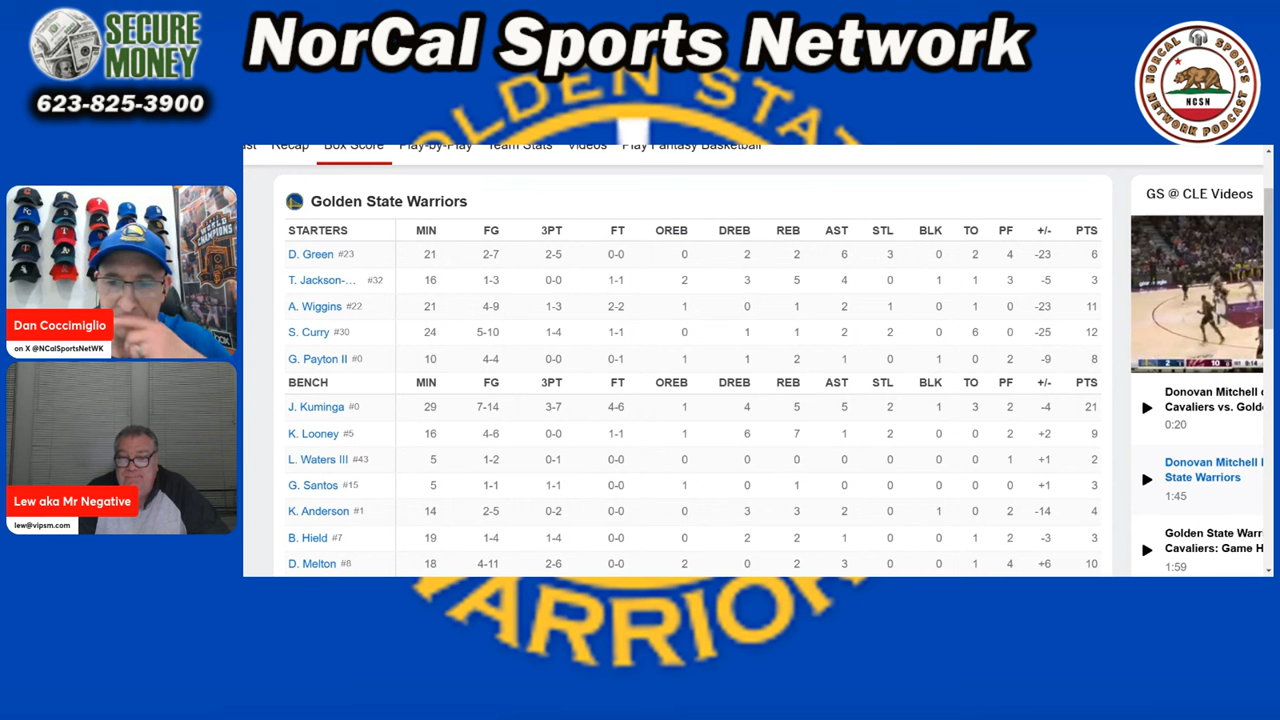 SECURE
MONEY
623-825-3900
NorCal Sports Network
NORCAL SPORTS
NCSN
NETWORK PODCAST
GOLDEN STATE
Recap Box Score Play-by-Play Team Stats Videos Play Fantasy Basketball
Golden State Warriors
STARTERS MIN FG 3PT FT OREB DREB REB AST STL BLK TO PF +/- PTS
D. Green #23 21 2-7 2-5 0-0 0 2 2 6 3 0 2 4 -23 6
T. Jackson-... #32 16 1-3 0-0 1-1 2 3 5 4 0 1 1 3 -5 3
A. Wiggins #22 21 4-9 1-3 2-2 1 0 1 2 1 0 1 0 -23 11
S. Curry #30 24 5-10 1-4 1-1 0 1 1 2 2 0 6 0 -25 12
G. Payton II #0 10 4-4 0-0 0-1 1 1 2 1 0 1 0 2 -9 8
BENCH MIN FG 3PT FT OREB DREB REB AST STL BLK TO PF +/- PTS
J. Kuminga #0 29 7-14 3-7 4-6 1 4 5 5 2 1 3 2 -4 21
K. Looney #5 16 4-6 0-0 1-1 1 6 7 1 2 0 0 2 +2 9
L. Waters III #43 5 1-2 0-1 0-0 0 0 0 0 0 0 0 1 +1 2
G. Santos #15 5 1-1 1-1 0-0 1 0 1 0 0 0 0 0 +1 3
K. Anderson #1 14 2-5 0-2 0-0 0 3 3 2 0 1 0 2 -14 4
B. Hield #7 19 1-4 1-4 0-0 0 2 2 1 0 0 1 2 -3 3
D. Melton #8 18 4-11 2-6 0-0 2 0 2 3 0 0 1 4 +6 10
GS @ CLE Videos
Donovan Mitchell
Cavaliers vs. Gold
0:20
Donovan Mitchell
State Warriors
1:45
Golden State Warr
Cavaliers: Game H
1:59
WORLD
CHAMPIONS
Dan Coccimiglio
on X @NCalSportsNetWK
Lew aka Mr Negative
lew@vipsm.com
WARRIORS